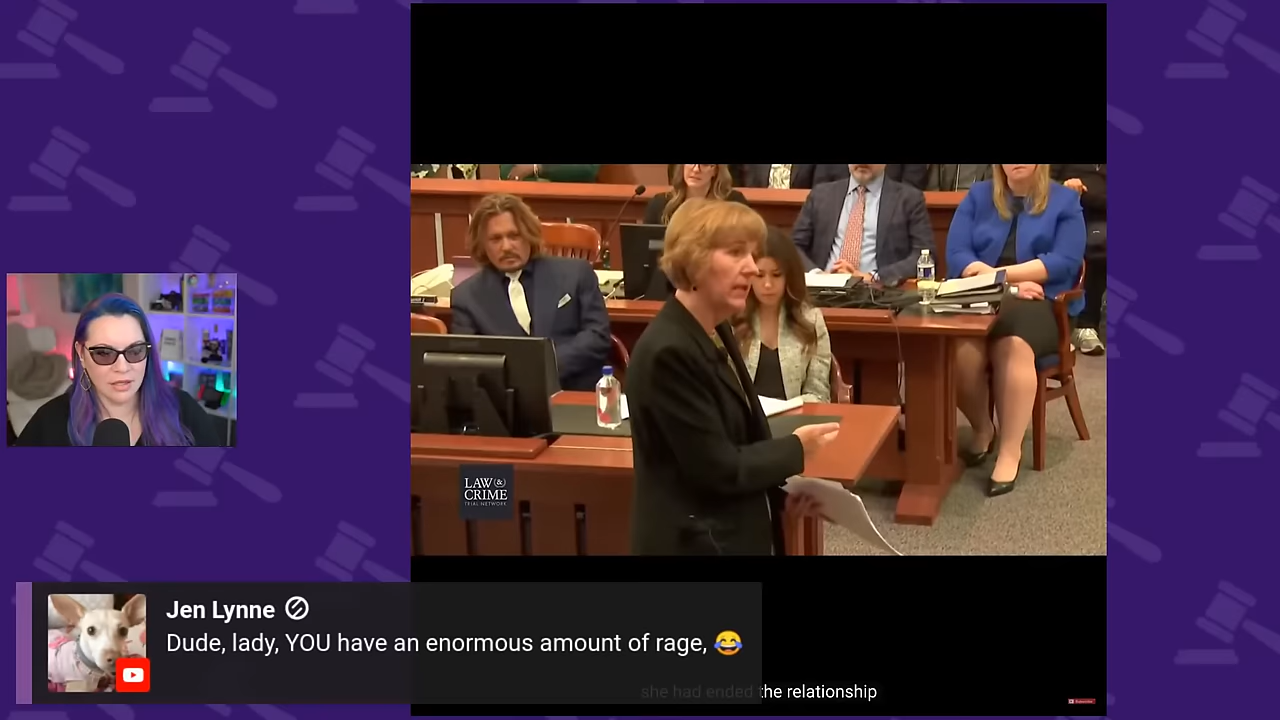 LAW &
CRIME
TRIAL NETWORK
Jen Lynne
Dude, lady, YOU have an enormous amount of rage, 😂
she had ended the relationship
Subscribe